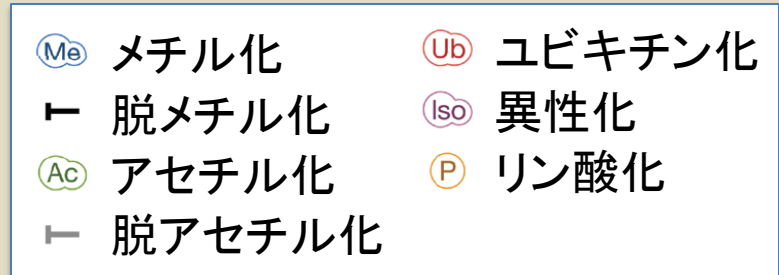 Me メチル化
脱メチル化
Ac アセチル化
脱アセチル化
Ub ユビキチン化
Iso 異性化
P リン酸化